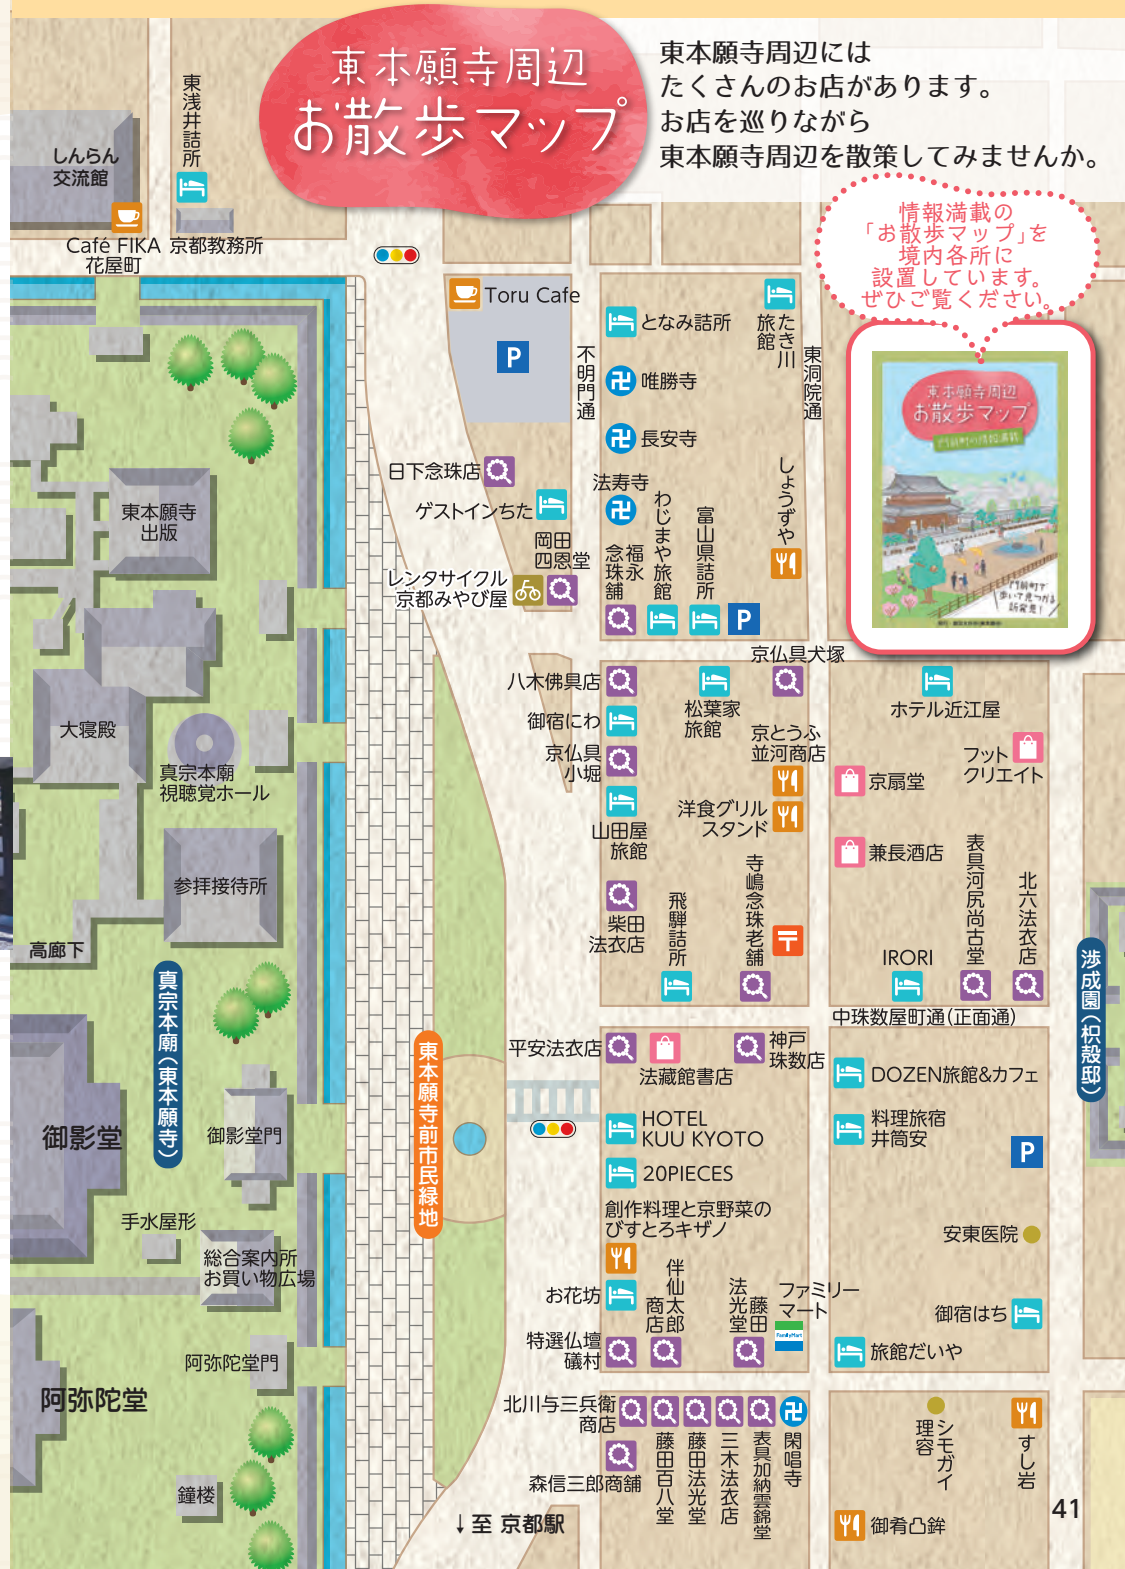 東本願寺周辺
お散歩マップ
東本願寺周辺には
たくさんのお店があります。
お店を巡りながら
東本願寺周辺を散策してみませんか。
情報満載の
「お散歩マップ」を
境内各所に
設置しています。
ぜひご覧ください。
東本願寺周辺
お散歩マップ
門前町の情報満載
門前町で
歩いて見つかる
新発見!
しんらん
交流館
東浅井詰所
Café FIKA
京都教務所
花屋町
Toru Cafe
P
となみ詰所
旅館
たき川
不明門通
東洞院通
唯勝寺
長安寺
日下念珠店
ゲストインちた
法寿寺
わじまや旅館
富山県詰所
しょうずや
岡田
四恩堂
福永
念珠舗
レンタサイクル
京都みやび屋
P
東本願寺
出版
大寝殿
真宗本廟
視聴覚ホール
参拝接待所
高廊下
真宗本廟(東本願寺)
御影堂
御影堂門
手水屋形
総合案内所
お買い物広場
阿弥陀堂門
阿弥陀堂
鐘楼
東本願寺前市民緑地
八木佛具店
松葉家
旅館
京仏具犬塚
ホテル近江屋
御宿にわ
京仏具
小堀
京とうふ
並河商店
フット
クリエイト
京扇堂
山田屋
旅館
洋食グリル
スタンド
兼長酒店
柴田
法衣店
飛騨詰所
寺嶋念珠老舗
IRORI
表具河尻尚古堂
北六法衣店
渉成園(枳殻邸)
中珠数屋町通(正面通)
平安法衣店
法藏館書店
神戸
珠数店
DOZEN旅館&カフェ
HOTEL
KUU KYOTO
料理旅宿
井筒安
P
20PIECES
創作料理と京野菜の
びすとろキザノ
安東医院
お花坊
伴仙太郎
商店
藤田
法光堂
ファミリー
マート
FamilyMart
御宿はち
特選仏壇
礒村
旅館だいや
北川与三兵衛
商店
藤田百八堂
藤田法光堂
三木法衣店
表具加納雲錦堂
閑唱寺
シモガイ
理容
すし岩
森信三郎商舗
御肴凸鉾
↓至 京都駅
41